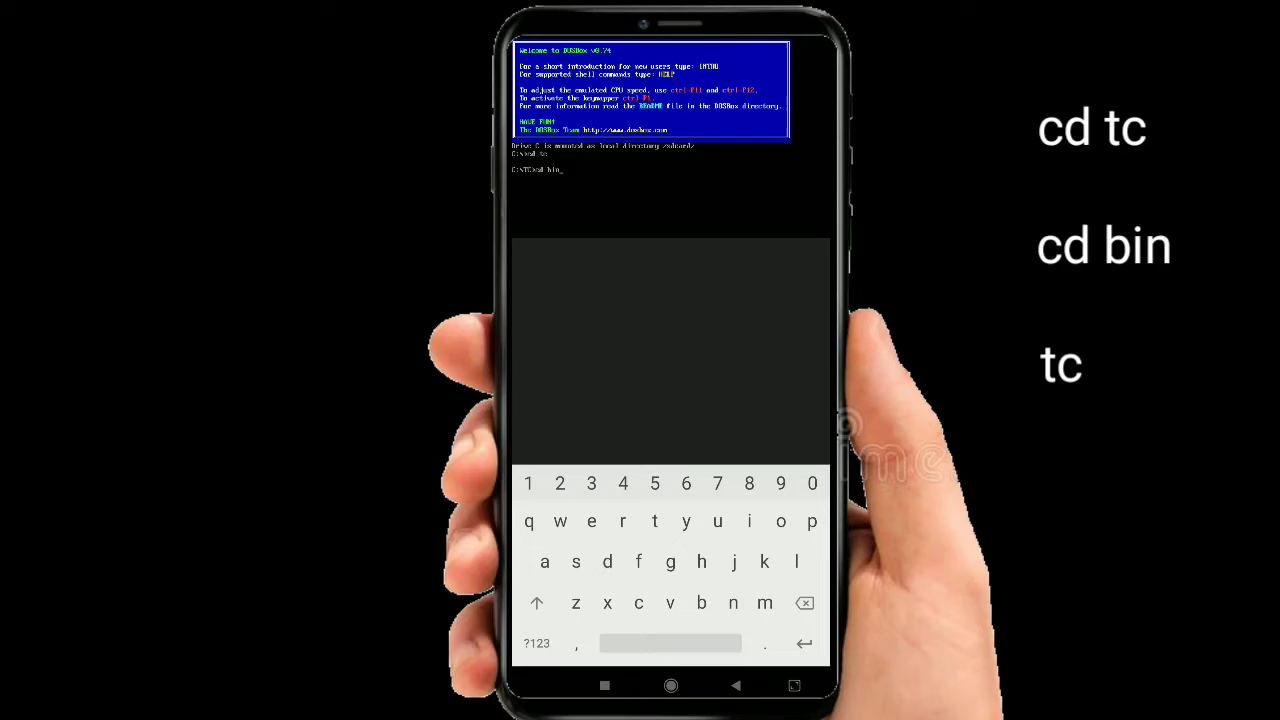 Welcome to DOSBox v0.74
For a short introduction for new users type: INTRO
For supported shell commands type: HELP
To adjust the emulated CPU speed, use ctrl-F11 and ctrl-F12.
To activate the keymapper ctrl-F1.
For more information read the README file in the DOSBox directory.
HAVE FUN!
The DOSBox Team http://www.dosbox.com
Drive C is mounted as local directory /sdcard/
C:\>cd tc
C:\TC>cd bin_
1 2 3 4 5 6 7 8 9 0
q w e r t y u i o p
a s d f g h j k l
z x c v b n m
?123 , .
cd tc
cd bin
tc
ime